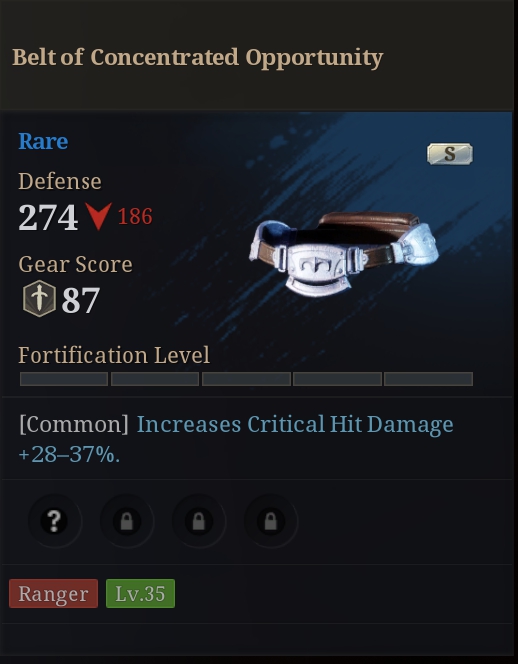 Belt of Concentrated Opportunity
Rare
S
Defense
274 186
Gear Score
87
Fortification Level
[Common] Increases Critical Hit Damage
+28–37%.
?
Ranger Lv.35